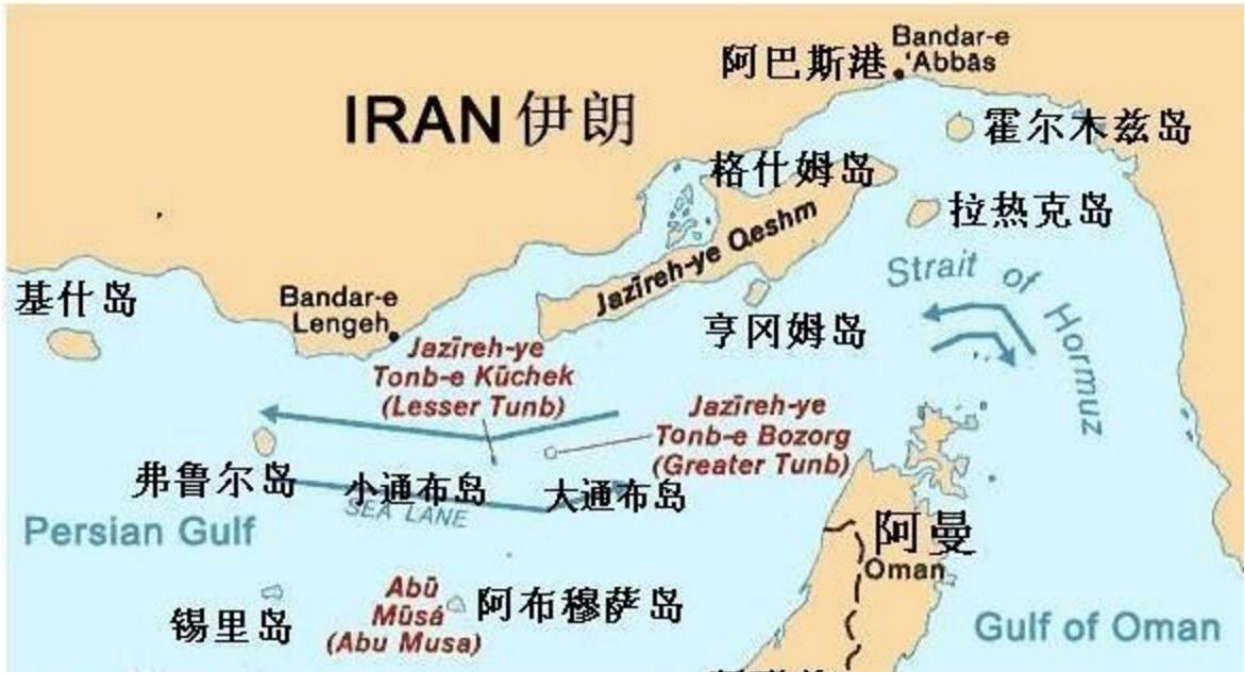 Bandar-e
'Abbās
阿巴斯港
IRAN 伊朗
霍尔木兹岛
格什姆岛
拉热克岛
Jazīreh-ye Qeshm
Strait of Hormuz
基什岛
Bandar-e
Lengeh
亨冈姆岛
Jazīreh-ye
Tonb-e Kūchek
(Lesser Tunb)
Jazīreh-ye
Tonb-e Bozorg
(Greater Tunb)
弗鲁尔岛
小通布岛
大通布岛
SEA LANE
Persian Gulf
阿曼
Oman
锡里岛
Abū
Mūsá
(Abu Musa)
阿布穆萨岛
Gulf of Oman